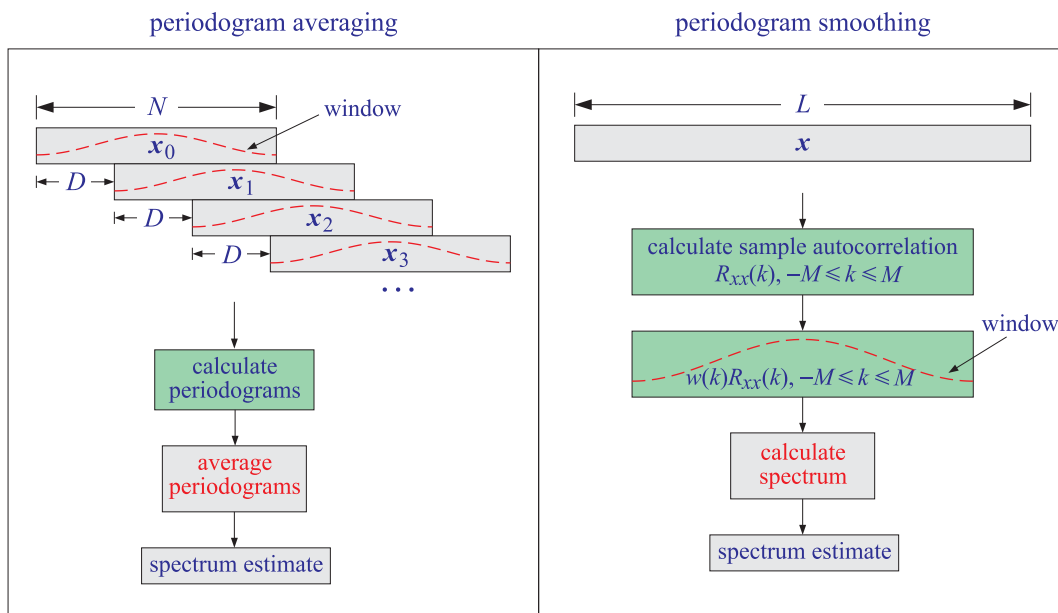 periodogram averaging
N
window
x0
D
x1
D
x2
D
x3
...
calculate
periodograms
average
periodograms
spectrum estimate
periodogram smoothing
L
x
calculate sample autocorrelation
Rxx(k), −M ⩽ k ⩽ M
window
w(k)Rxx(k), −M ⩽ k ⩽ M
calculate
spectrum
spectrum estimate